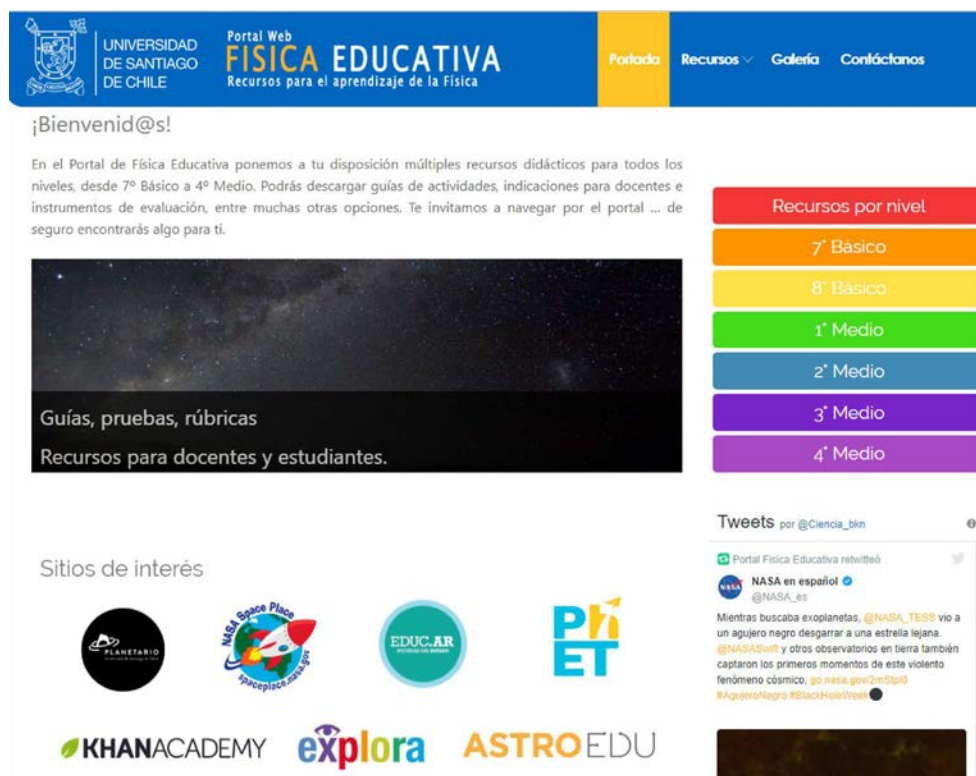 UNIVERSIDAD
DE SANTIAGO
DE CHILE
Portal Web
FISICA EDUCATIVA
Recursos para el aprendizaje de la Física
Portada
Recursos
Galería
Contáctanos
¡Bienvenid@s!
En el Portal de Física Educativa ponemos a tu disposición múltiples recursos didácticos para todos los
niveles, desde 7º Básico a 4º Medio. Podrás descargar guías de actividades, indicaciones para docentes e
instrumentos de evaluación, entre muchas otras opciones. Te invitamos a navegar por el portal ... de
seguro encontrarás algo para ti.
Guías, pruebas, rúbricas
Recursos para docentes y estudiantes.
Recursos por nivel
7° Básico
8° Básico
1° Medio
2° Medio
3° Medio
4° Medio
Sitios de interés
PLANETARIO
NASA Space Place
spaceplace.nasa.gov
EDUC.AR
PhET
KHANACADEMY
explora
ASTROEDU
Tweets por @Ciencia_bkn
Portal Fisica Educativa retwitteó
NASA
NASA en español
@NASA_es
Mientras buscaba exoplanetas, @NASA_TESS vio a
un agujero negro desgarrar a una estrella lejana.
@NASASwift y otros observatorios en tierra también
captaron los primeros momentos de este violento
fenómeno cósmico. go.nasa.gov/2mStpl9
#AgujeroNegro #BlackHoleWeek